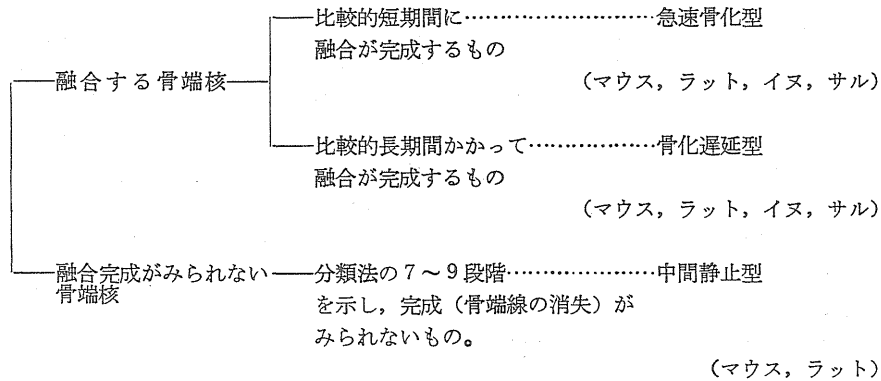 比較的短期間に…………………………急速骨化型
融合が完成するもの
融合する骨端核
（マウス，ラット，イヌ，サル）
比較的長期間かかって………………骨化遅延型
融合が完成するもの
（マウス，ラット，イヌ，サル）
融合完成がみられない
骨端核
分類法の７～９段階…………………中間静止型
を示し，完成（骨端線の消失）が
みられないもの。
（マウス，ラット）